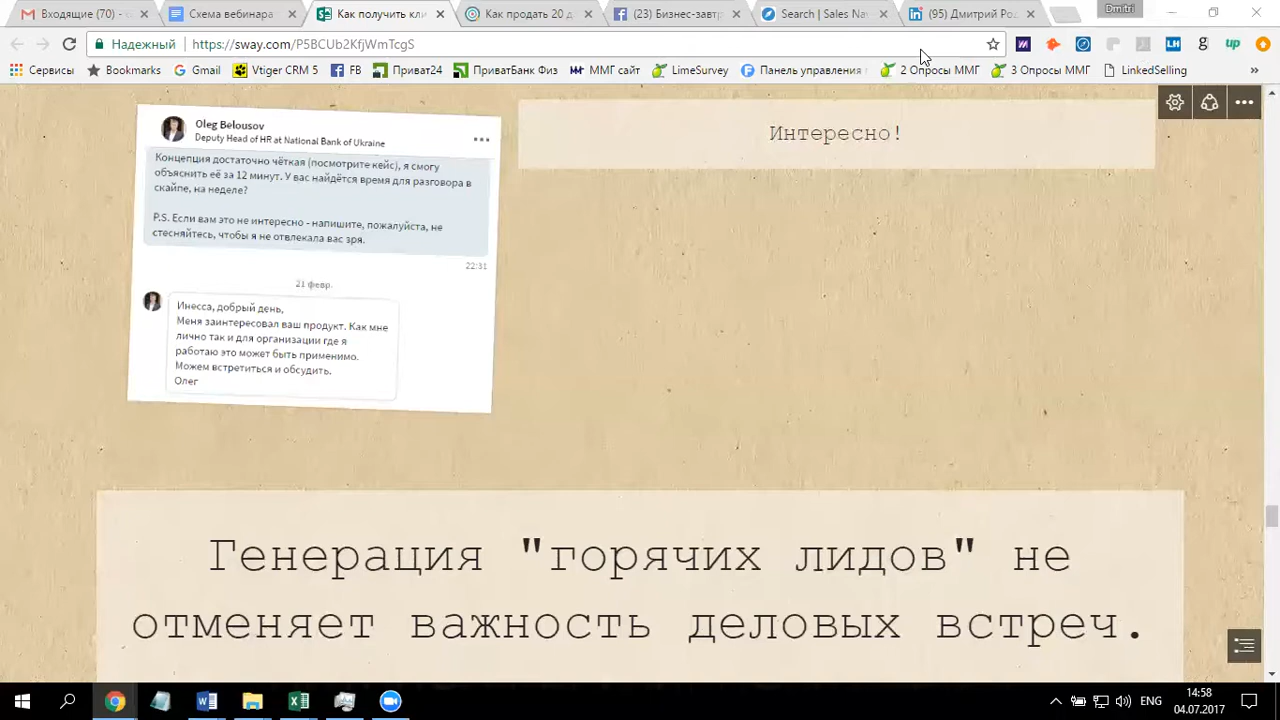 Входящие (70) -
Схема вебинара
Как получить кли
Как продать 20 д
(23) Бизнес-завтр
Search | Sales Nav
(95) Дмитрий Род
Dmitri
Надежный
https://sway.com/P5BCUb2KfjWmTcgS
Сервисы
Bookmarks
Gmail
Vtiger CRM 5
FB
Приват24
ПриватБанк Физ
ММГ сайт
LimeSurvey
Панель управления
2 Опросы ММГ
3 Опросы ММГ
LinkedSelling
Oleg Belousov
Deputy Head of HR at National Bank of Ukraine
Концепция достаточно чёткая (посмотрите кейс), я смогу
объяснить её за 12 минут. У вас найдётся время для разговора в
скайпе, на неделе?
P.S. Если вам это не интересно - напишите, пожалуйста, не
стесняйтесь, чтобы я не отвлекала вас зря.
22:31
21 февр.
Инесса, добрый день,
Меня заинтересовал ваш продукт. Как мне
лично так и для организации где я
работаю это может быть применимо.
Можем встретиться и обсудить.
Олег
Интересно!
Генерация "горячих лидов" не
отменяет важность деловых встреч.
ENG
14:58
04.07.2017